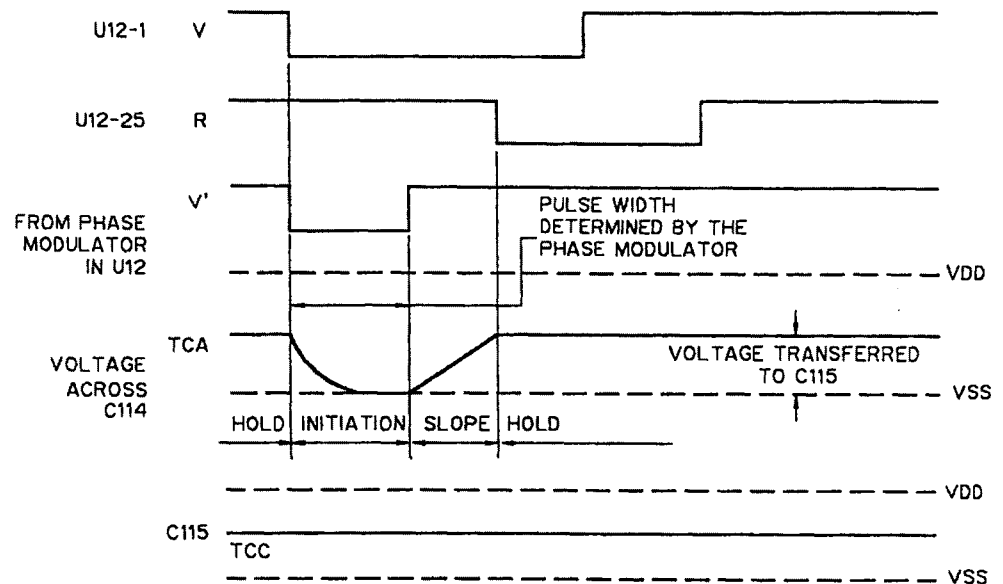 U12-1 V
U12-25 R
V'
FROM PHASE
MODULATOR
IN U12
PULSE WIDTH
DETERMINED BY THE
PHASE MODULATOR
VDD
TCA
VOLTAGE
ACROSS
C114
VOLTAGE TRANSFERRED
TO C115
VSS
HOLD INITIATION SLOPE HOLD
VDD
C115
TCC
VSS